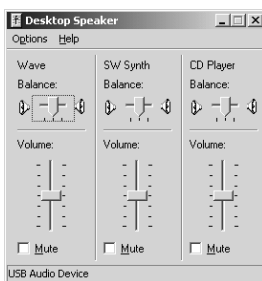 Desktop Speaker
Options Help
Wave SW Synth CD Player
Balance: Balance: Balance:
Volume: Volume: Volume:
Mute Mute Mute
USB Audio Device